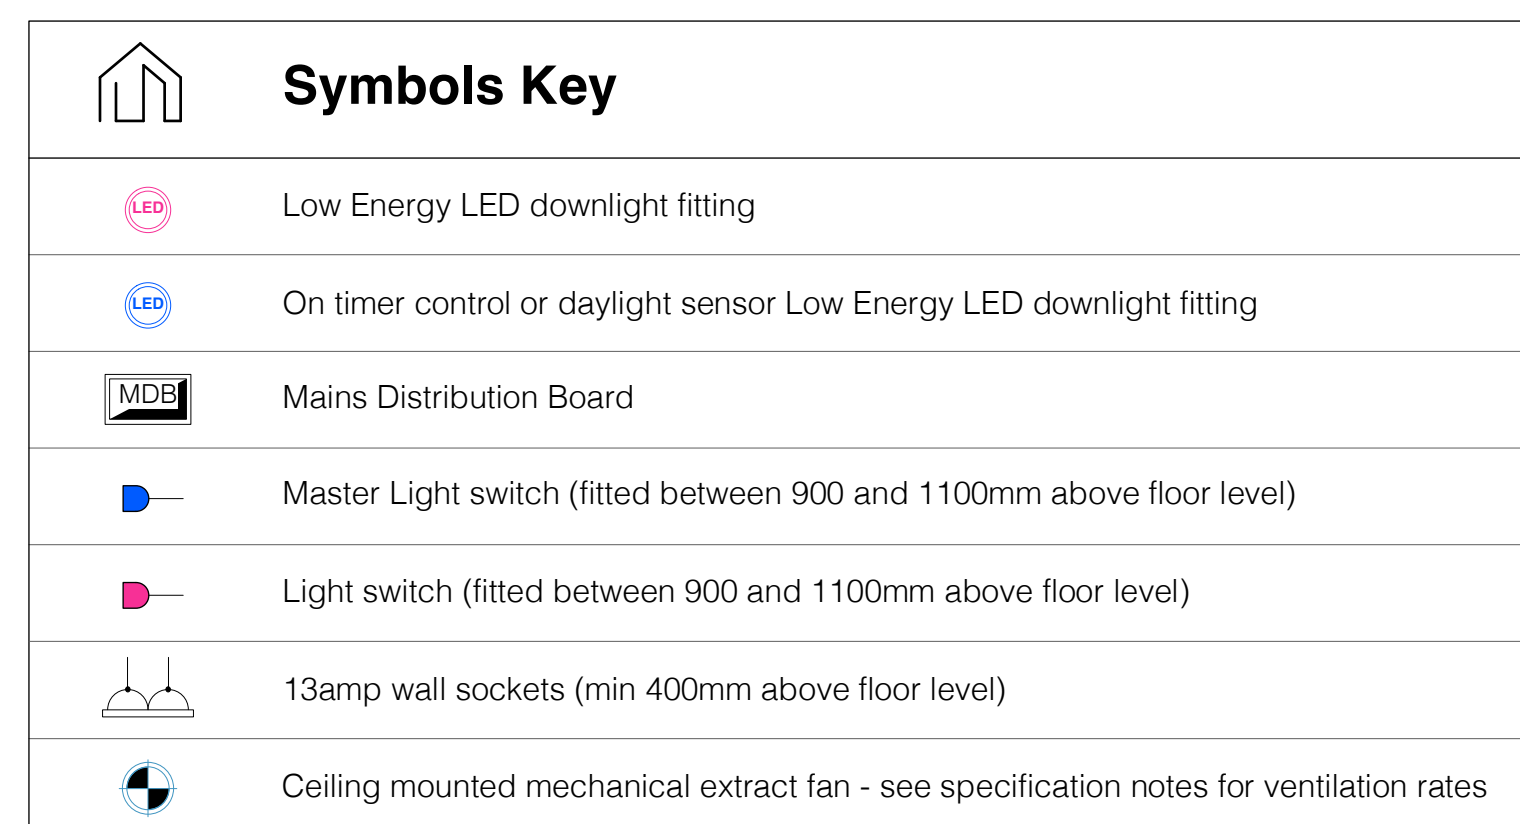 Symbols Key
LED Low Energy LED downlight fitting
LED On timer control or daylight sensor Low Energy LED downlight fitting
MDB Mains Distribution Board
Master Light switch (fitted between 900 and 1100mm above floor level)
Light switch (fitted between 900 and 1100mm above floor level)
13amp wall sockets (min 400mm above floor level)
Ceiling mounted mechanical extract fan - see specification notes for ventilation rates